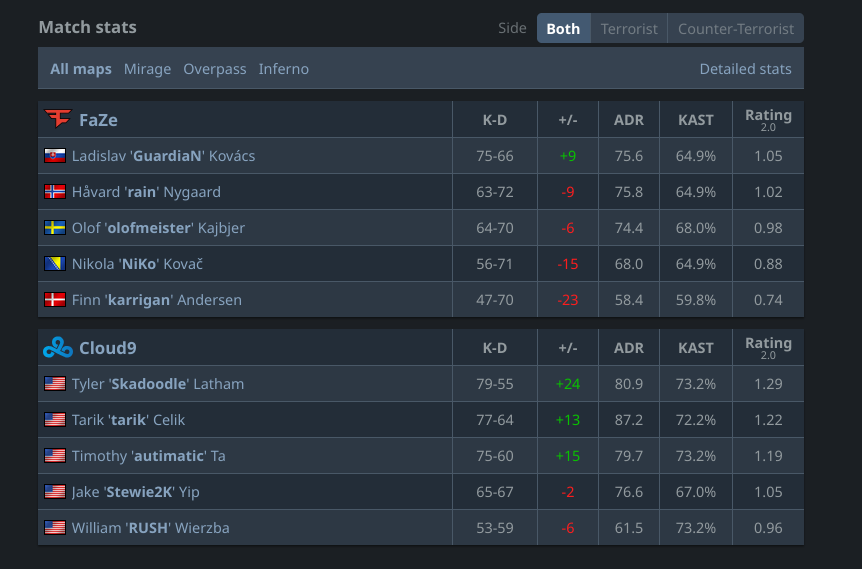 Match stats Side Both Terrorist Counter-Terrorist
All maps Mirage Overpass Inferno Detailed stats
FaZe K-D +/- ADR KAST Rating 2.0
Ladislav 'GuardiaN' Kovács 75-66 +9 75.6 64.9% 1.05
Håvard 'rain' Nygaard 63-72 -9 75.8 64.9% 1.02
Olof 'olofmeister' Kajbjer 64-70 -6 74.4 68.0% 0.98
Nikola 'NiKo' Kovač 56-71 -15 68.0 64.9% 0.88
Finn 'karrigan' Andersen 47-70 -23 58.4 59.8% 0.74
Cloud9 K-D +/- ADR KAST Rating 2.0
Tyler 'Skadoodle' Latham 79-55 +24 80.9 73.2% 1.29
Tarik 'tarik' Celik 77-64 +13 87.2 72.2% 1.22
Timothy 'autimatic' Ta 75-60 +15 79.7 73.2% 1.19
Jake 'Stewie2K' Yip 65-67 -2 76.6 67.0% 1.05
William 'RUSH' Wierzba 53-59 -6 61.5 73.2% 0.96